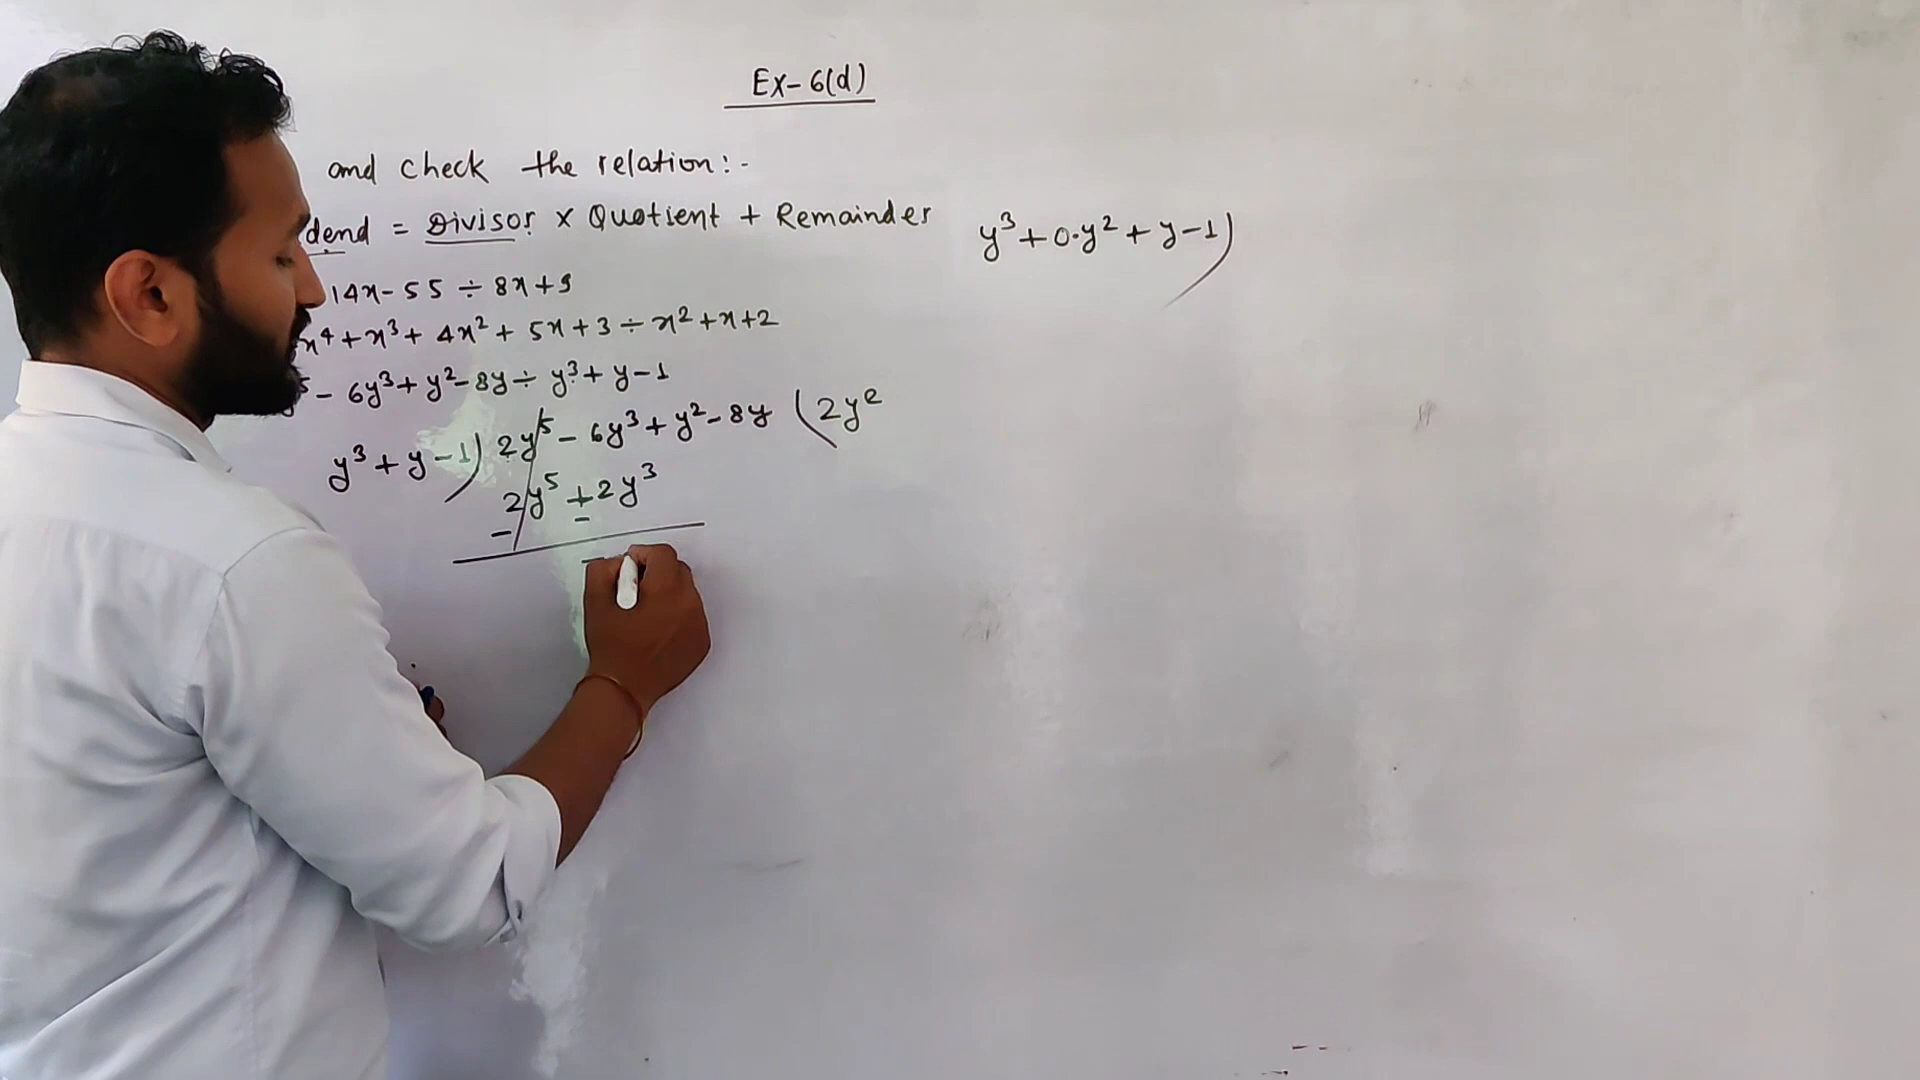 Ex-6(d)
and check the relation:-
dend = Divisor × Quotient + Remainder
14x-55 ÷ 8x+9
x⁴+x³+ 4x²+ 5x+3÷x²+x+2
⁵- 6y³+y²-8y÷ y³+y-1
y³+y-1) 2y⁵- 6y³+y²-8y (2y²
2y⁵+2y³
- -
-
y³+0·y²+y-1)